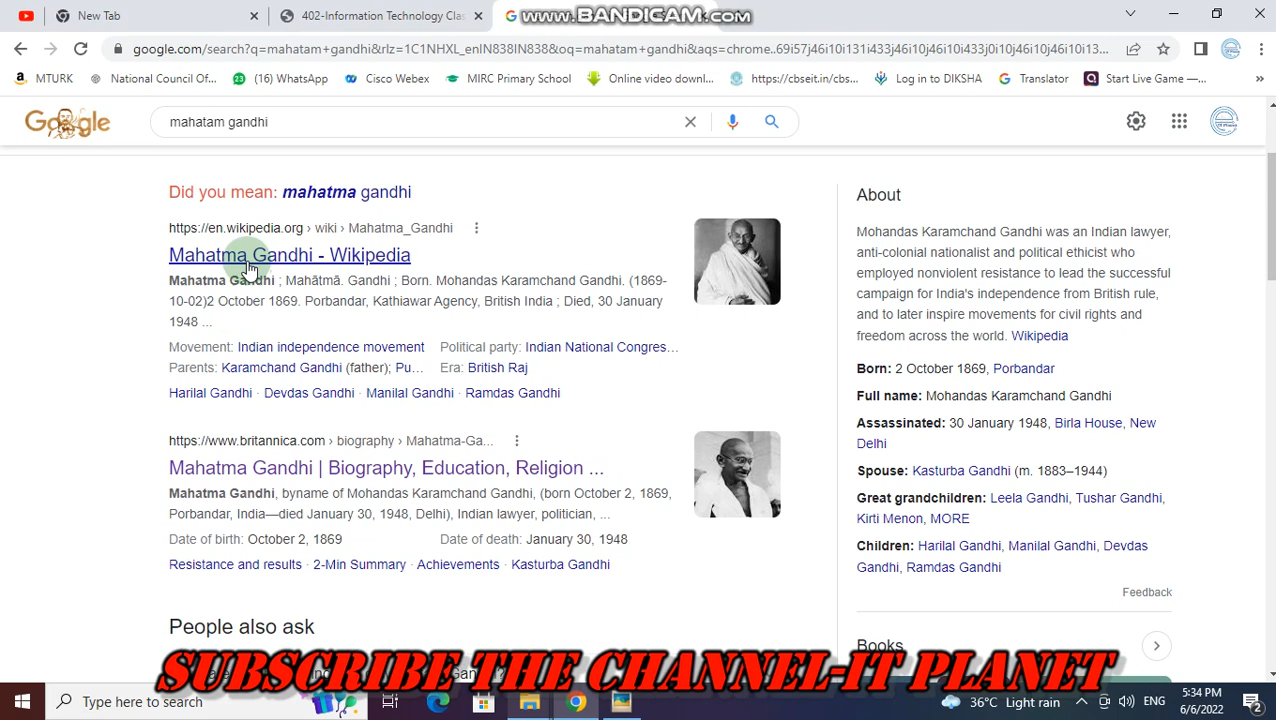 New Tab
402-Information Technology Clas
www.BANDICAM.com
google.com/search?q=mahatam+gandhi&rlz=1C1NHXL_enIN838IN838&oq=mahatam+gandhi&aqs=chrome..69i57j46i10i131i433j46i10j46i10i433j0i10j46i10j46i10i13...
MTURK
National Council Of...
(16) WhatsApp
Cisco Webex
MIRC Primary School
Online video downl...
https://cbseit.in/cbs...
Log in to DIKSHA
Translator
Start Live Game —...
Google
mahatam gandhi
Did you mean: mahatma gandhi
https://en.wikipedia.org › wiki › Mahatma_Gandhi
Mahatma Gandhi - Wikipedia
Mahatma Gandhi ; Mahātmā. Gandhi ; Born. Mohandas Karamchand Gandhi. (1869-
10-02)2 October 1869. Porbandar, Kathiawar Agency, British India ; Died, 30 January
1948 ...
Movement: Indian independence movement
Political party: Indian National Congres...
Parents: Karamchand Gandhi (father); Pu...
Era: British Raj
Harilal Gandhi · Devdas Gandhi · Manilal Gandhi · Ramdas Gandhi
https://www.britannica.com › biography › Mahatma-Ga...
Mahatma Gandhi | Biography, Education, Religion ...
Mahatma Gandhi, byname of Mohandas Karamchand Gandhi, (born October 2, 1869,
Porbandar, India—died January 30, 1948, Delhi), Indian lawyer, politician, ...
Date of birth: October 2, 1869
Date of death: January 30, 1948
Resistance and results · 2-Min Summary · Achievements · Kasturba Gandhi
People also ask
About
Mohandas Karamchand Gandhi was an Indian lawyer,
anti-colonial nationalist and political ethicist who
employed nonviolent resistance to lead the successful
campaign for India's independence from British rule,
and to later inspire movements for civil rights and
freedom across the world. Wikipedia
Born: 2 October 1869, Porbandar
Full name: Mohandas Karamchand Gandhi
Assassinated: 30 January 1948, Birla House, New
Delhi
Spouse: Kasturba Gandhi (m. 1883–1944)
Great grandchildren: Leela Gandhi, Tushar Gandhi,
Kirti Menon, MORE
Children: Harilal Gandhi, Manilal Gandhi, Devdas
Gandhi, Ramdas Gandhi
Feedback
Books
SUBSCRIBE THE CHANNEL-IT PLANET
Type here to search
36°C Light rain
ENG
5:34 PM
6/6/2022
2